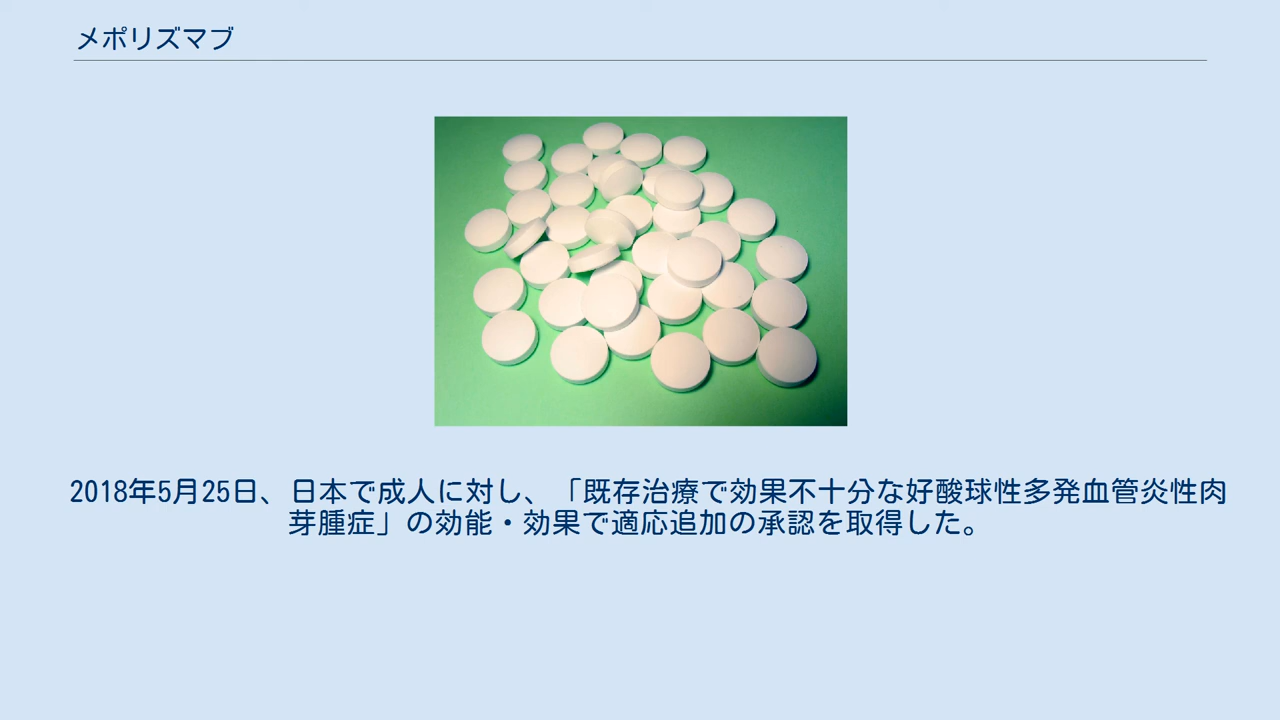 メポリズマブ
2018年5月25日、日本で成人に対し、「既存治療で効果不十分な好酸球性多発血管炎性肉
芽腫症」の効能・効果で適応追加の承認を取得した。